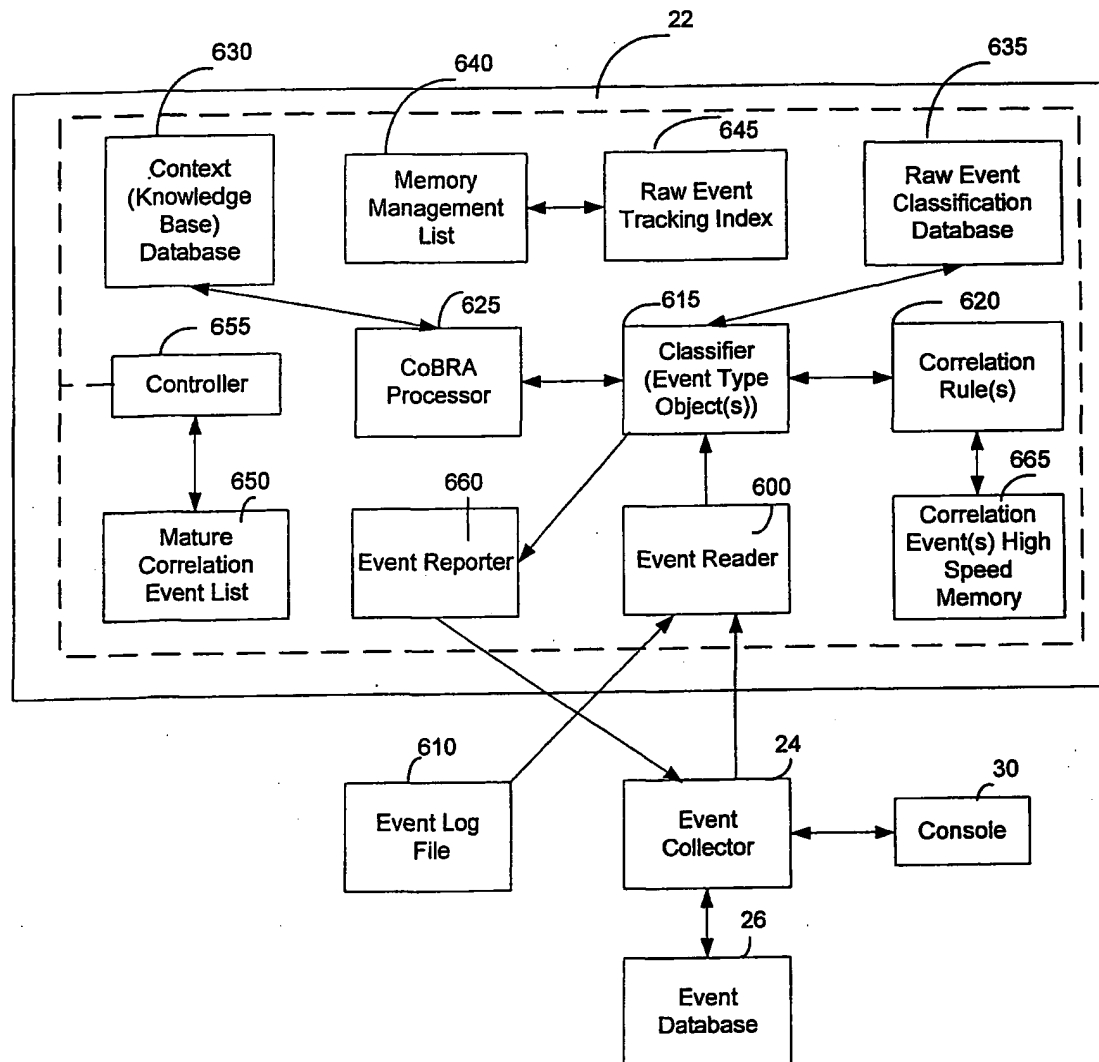 22
630
640
645
635
Context
(Knowledge
Base)
Database
Memory
Management
List
Raw Event
Tracking Index
Raw Event
Classification
Database
655
625
615
620
Controller
CoBRA
Processor
Classifier
(Event Type
Object(s))
Correlation
Rule(s)
650
660
600
665
Mature
Correlation
Event List
Event Reporter
Event Reader
Correlation
Event(s) High
Speed
Memory
610
24
30
Event Log
File
Event
Collector
Console
26
Event
Database